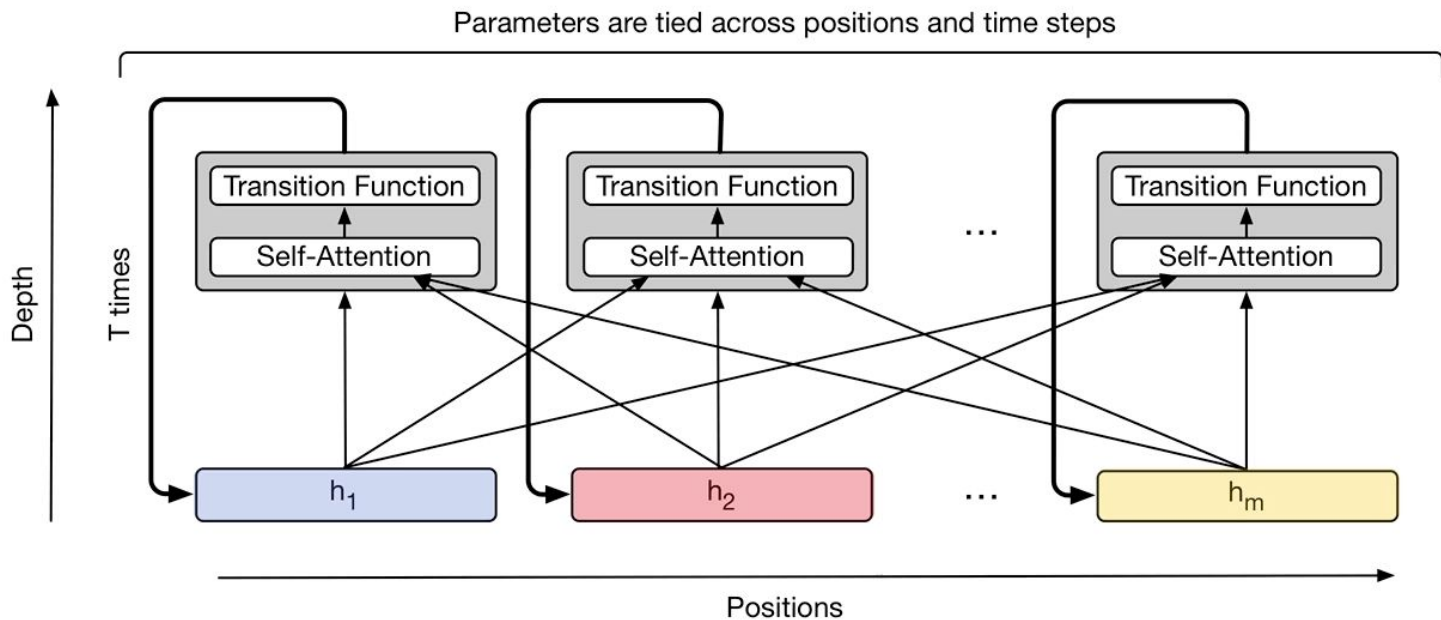 Parameters are tied across positions and time steps
Transition Function
Transition Function
Transition Function
...
Self-Attention
Self-Attention
Self-Attention
Depth
T times
h1
h2
...
hm
Positions